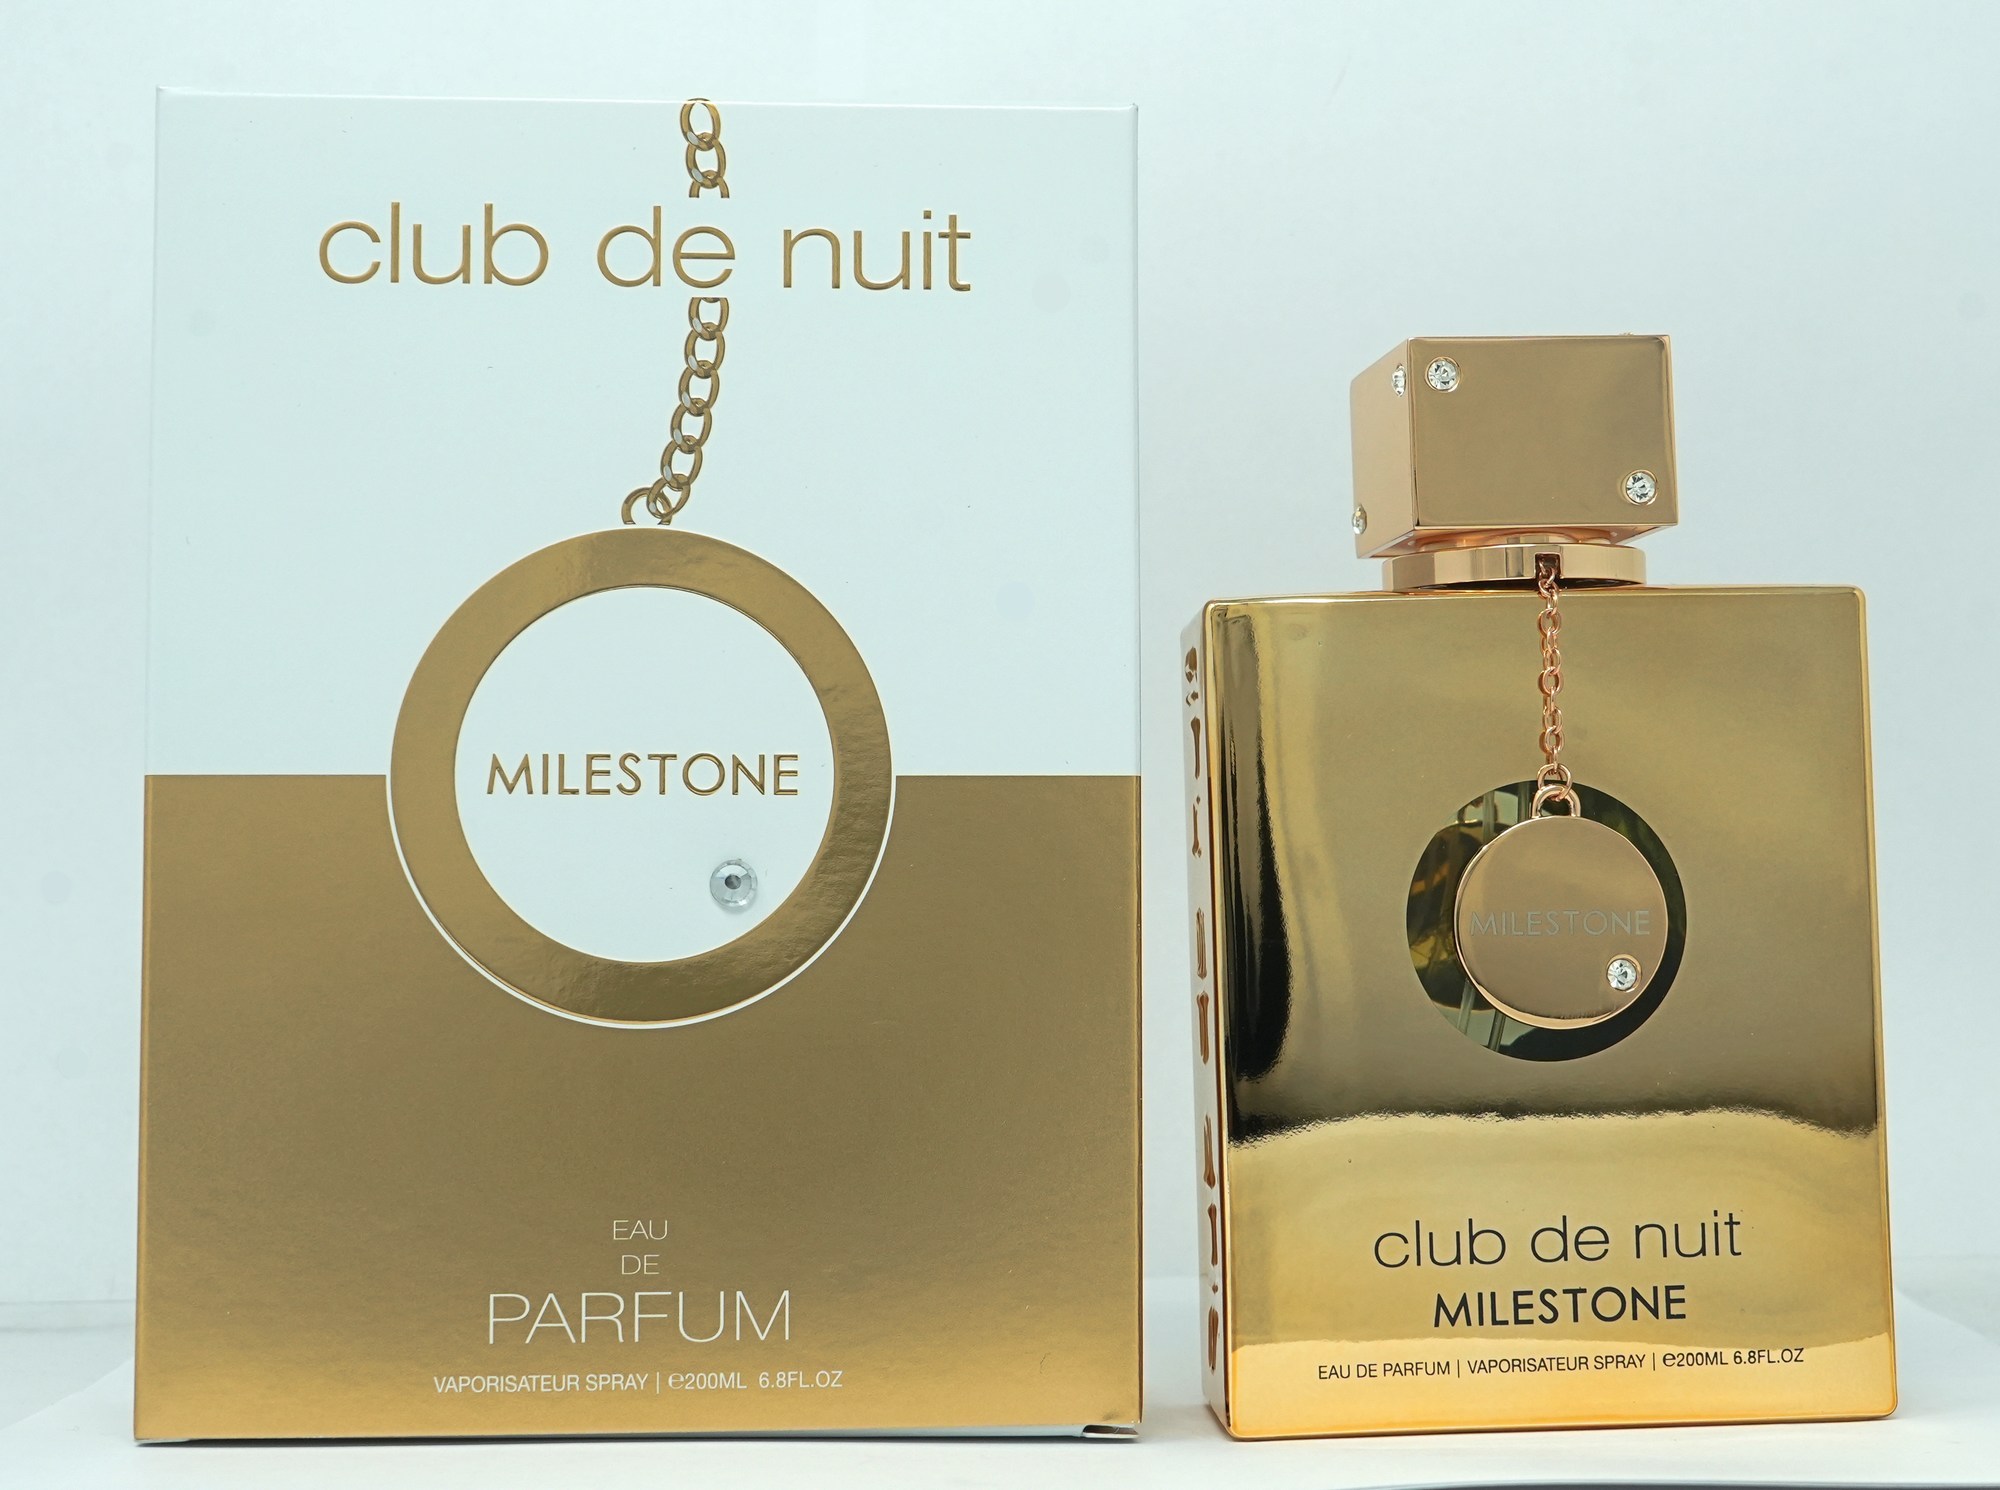 club de nuit
MILESTONE
EAU
DE
PARFUM
VAPORISATEUR SPRAY | ℮200ML 6.8FL.OZ
MILESTONE
club de nuit
MILESTONE
EAU DE PARFUM | VAPORISATEUR SPRAY | ℮200ML 6.8FL.OZ